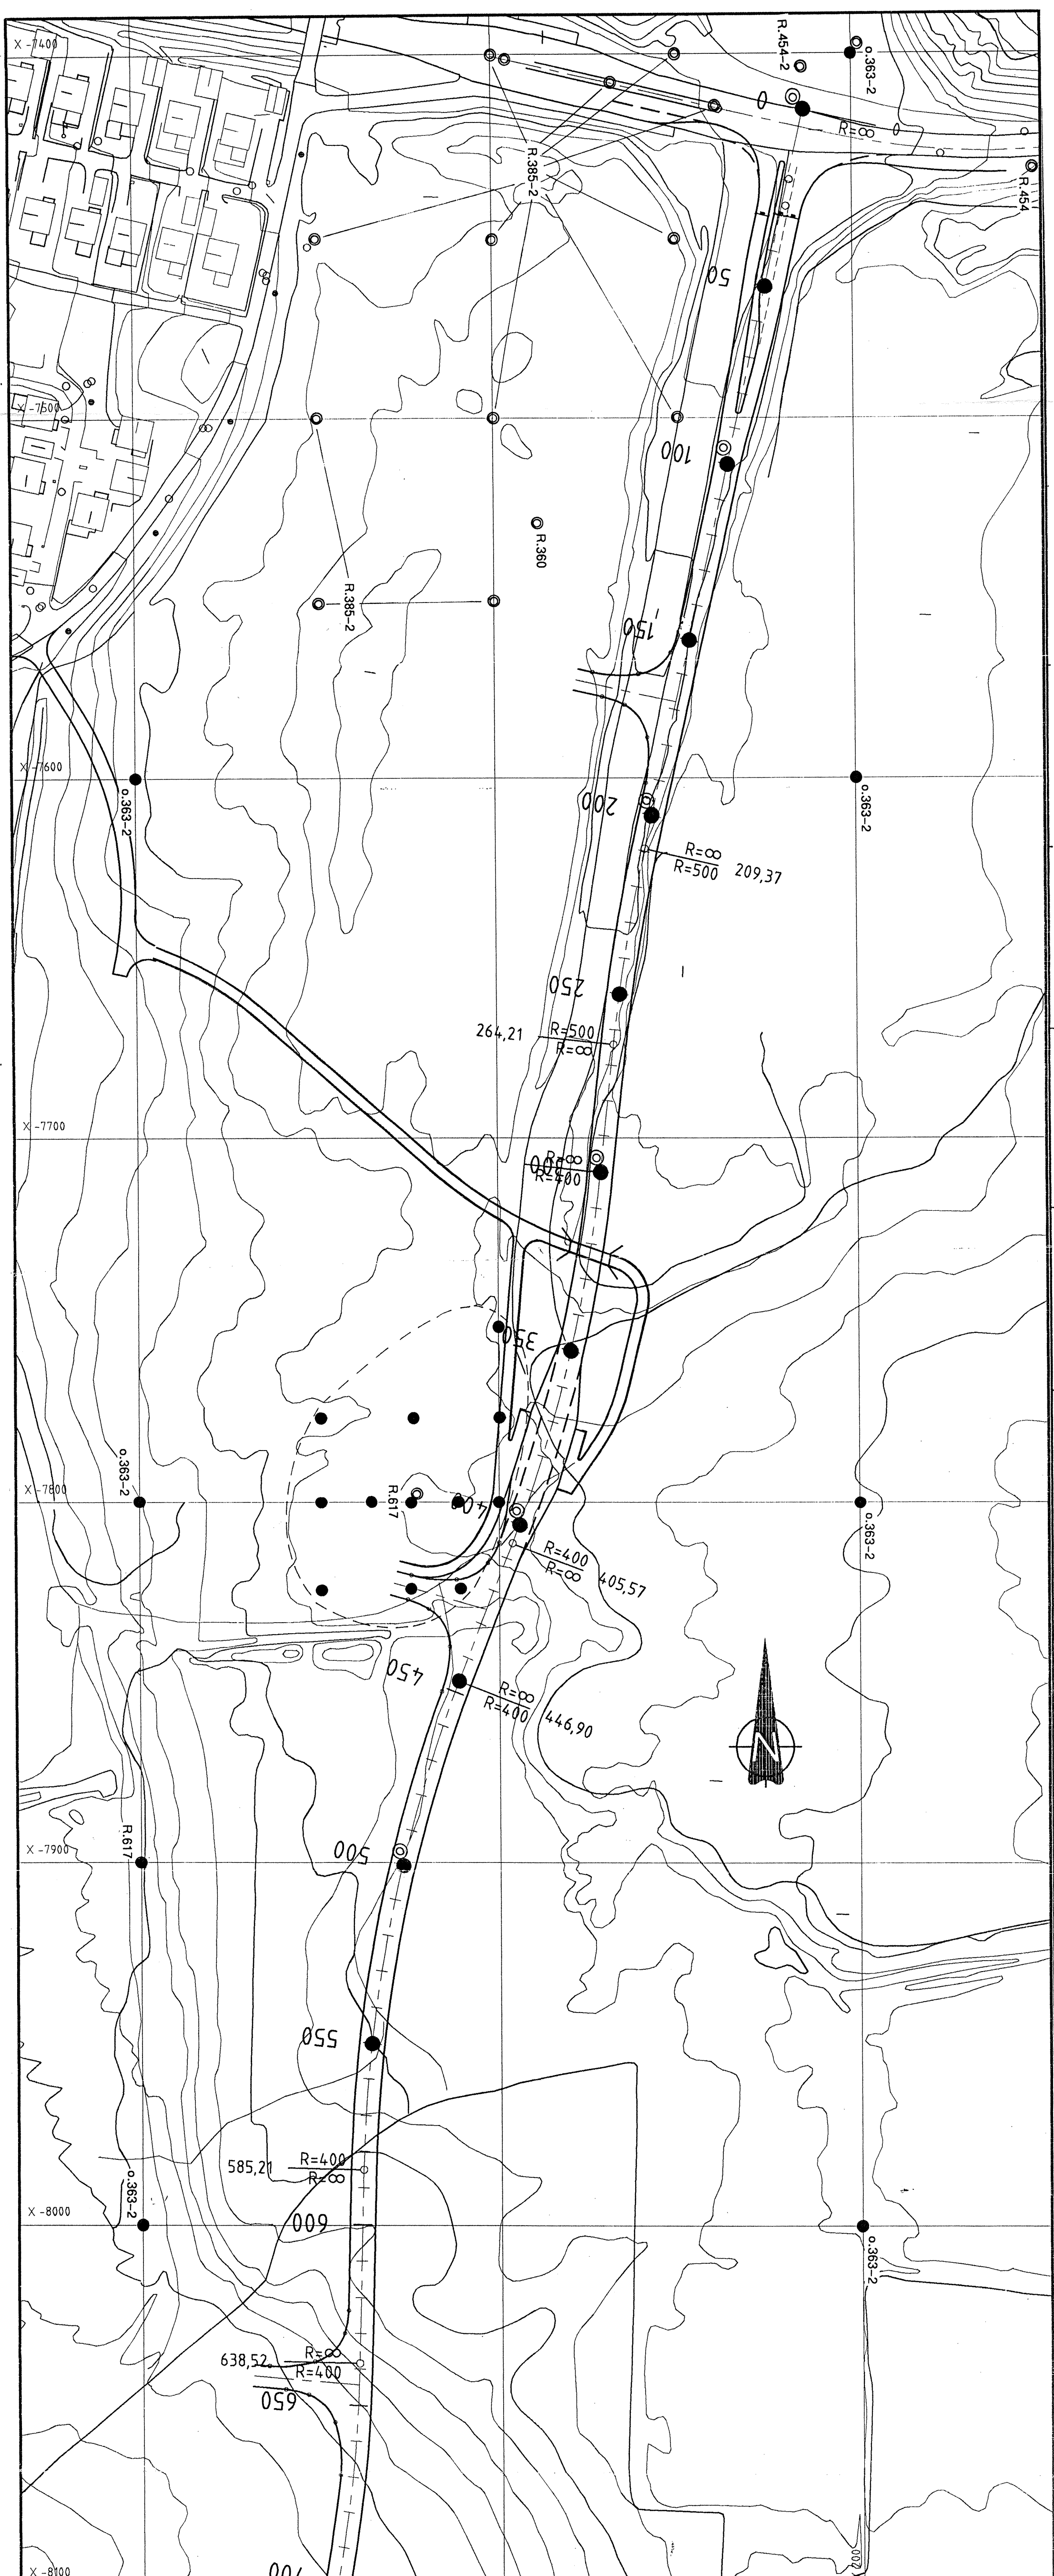 X -7400
R.454-2
o.363-2
0
R=∞
0
R.385-2
R.454
50
X -7500
100
R.360
R.385-2
150
X -7600
o.363-2
200
o.363-2
R=∞
R=500
209,37
250
264,21
R=500
R=∞
X -7700
R=∞
300
R=400
350
o.363-2
X -7800
R.617
400
o.363-2
R=400
R=∞
405,57
450
R=∞
R=400
446,90
N
R.617
X -7900
500
550
585,21
R=400
R=∞
o.363-2
X -8000
600
o.363-2
638,52
R=∞
R=400
650
X -8100
700